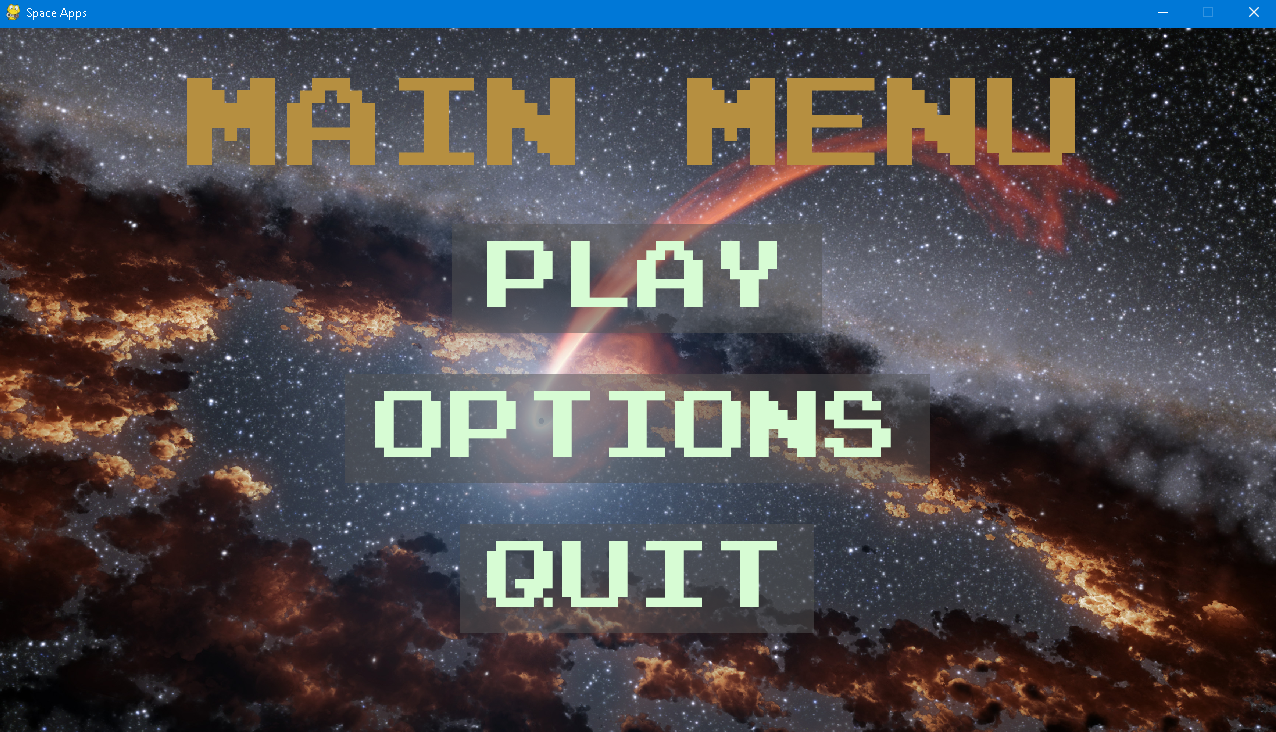 Space Apps
MAIN MENU
PLAY
OPTIONS
QUIT